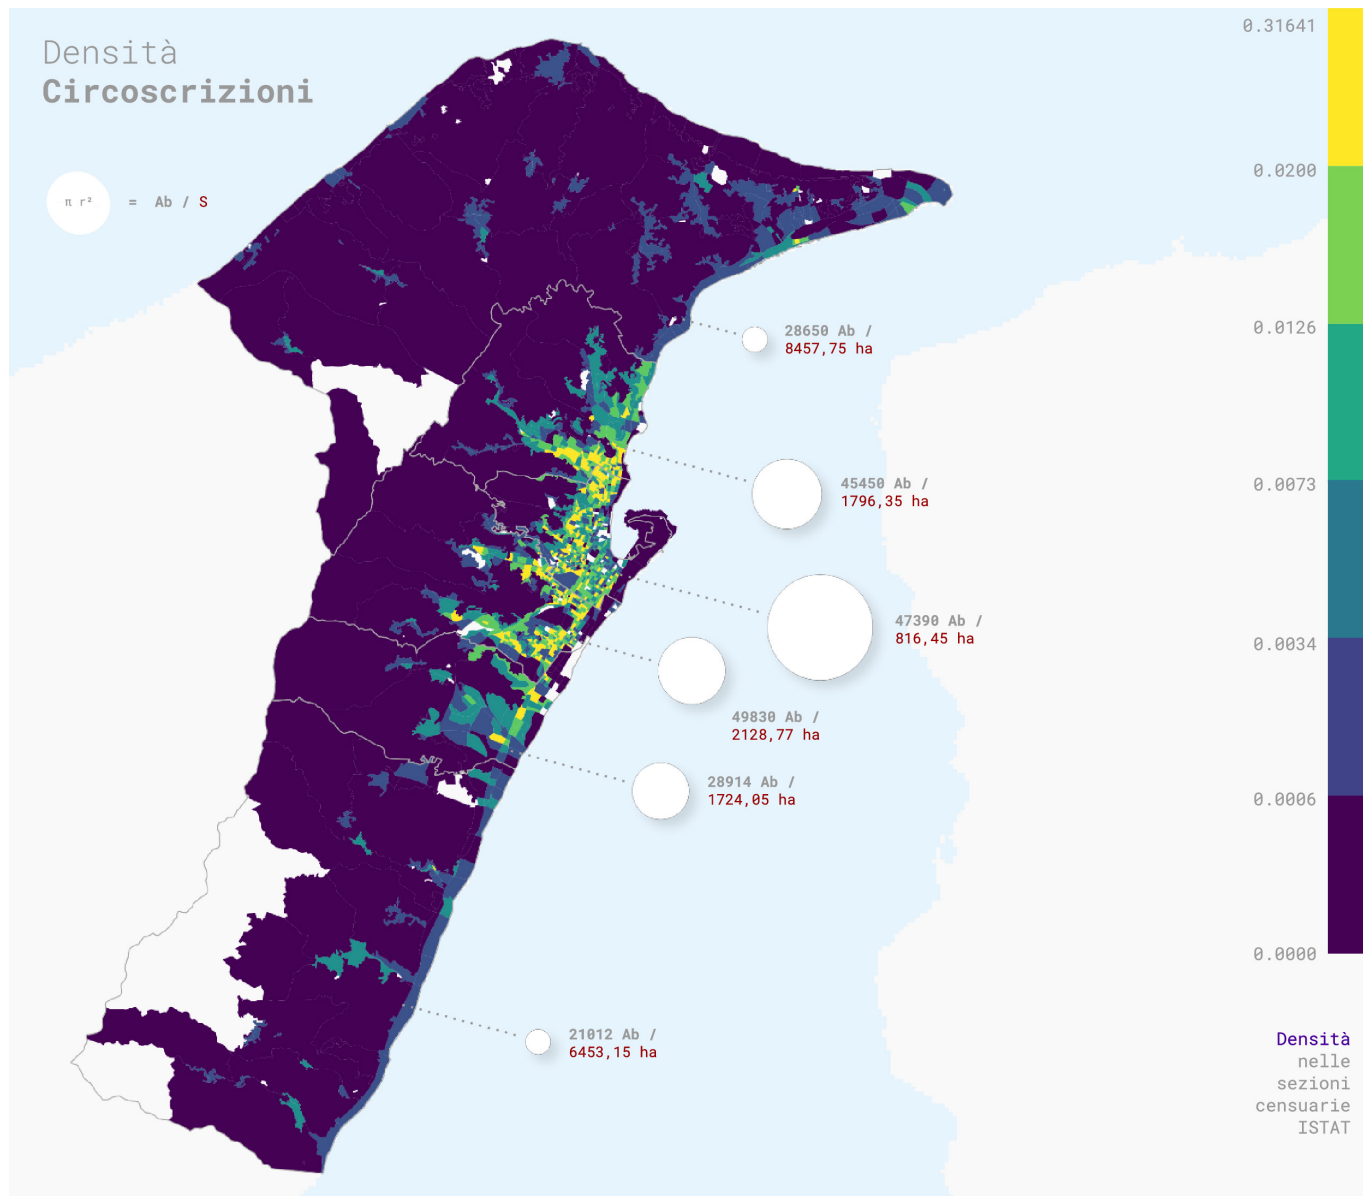 Densità
Circoscrizioni
π r² = Ab / S
28650 Ab /
8457,75 ha
45450 Ab /
1796,35 ha
47390 Ab /
816,45 ha
49830 Ab /
2128,77 ha
28914 Ab /
1724,05 ha
21012 Ab /
6453,15 ha
0.31641
0.0200
0.0126
0.0073
0.0034
0.0006
0.0000
Densità
nelle
sezioni
censuarie
ISTAT